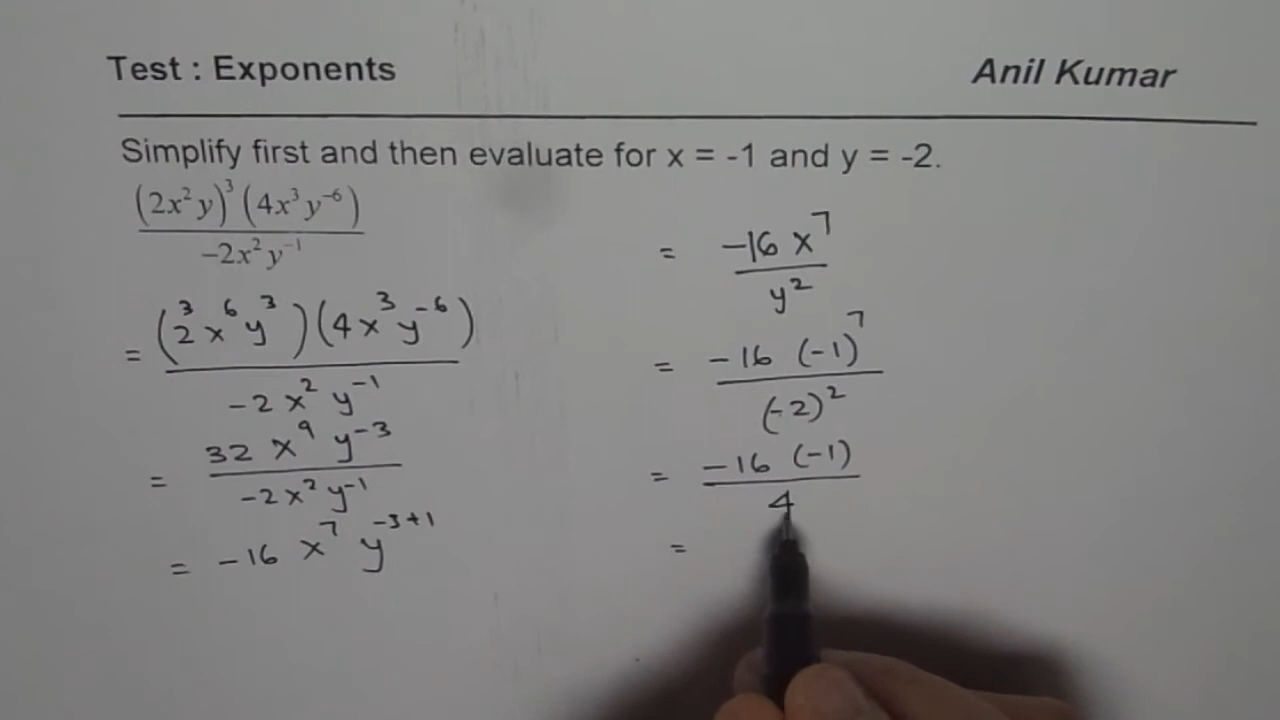 Test : Exponents
Anil Kumar
Simplify first and then evaluate for x = -1 and y = -2.
(2x²y)³ (4x³y⁻⁶)
-2x²y⁻¹
= (2³x⁶y³)(4x³y⁻⁶)
-2x²y⁻¹
= 32x⁹y⁻³
-2x²y⁻¹
= -16x⁷y⁻³⁺¹
= -16x⁷
y²
= -16(-1)⁷
(-2)²
= -16(-1)
4
=